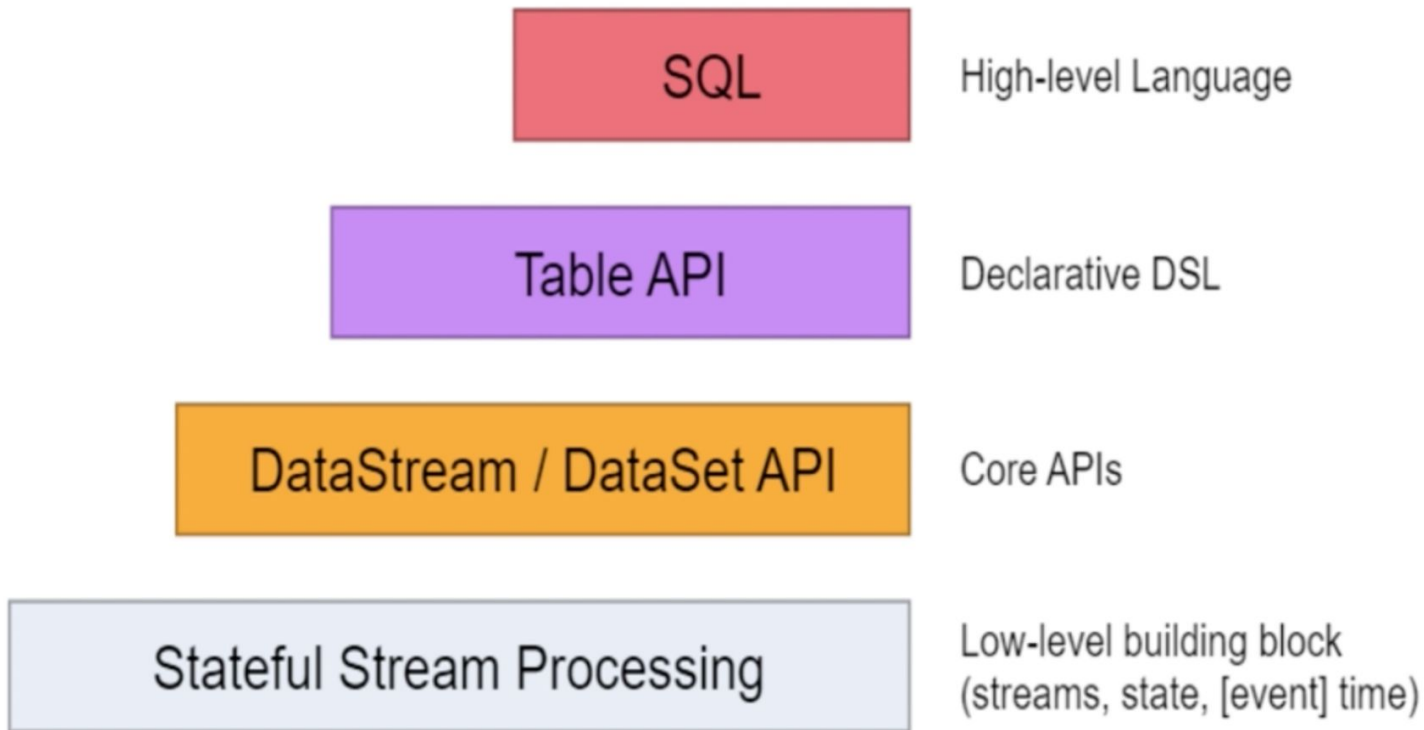 SQL
High-level Language
Table API
Declarative DSL
DataStream / DataSet API
Core APIs
Stateful Stream Processing
Low-level building block
(streams, state, [event] time)